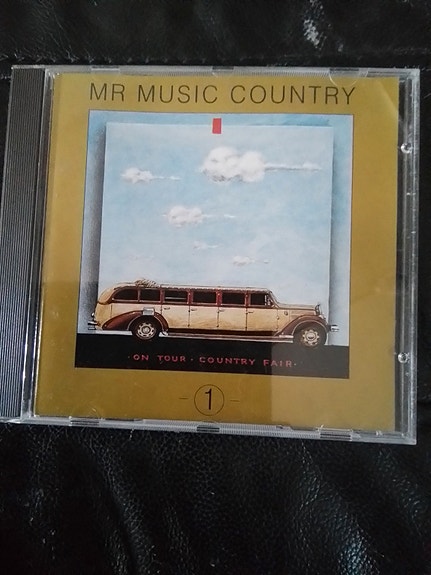 MR MUSIC COUNTRY
· ON TOUR · COUNTRY FAIR ·
- 1 -